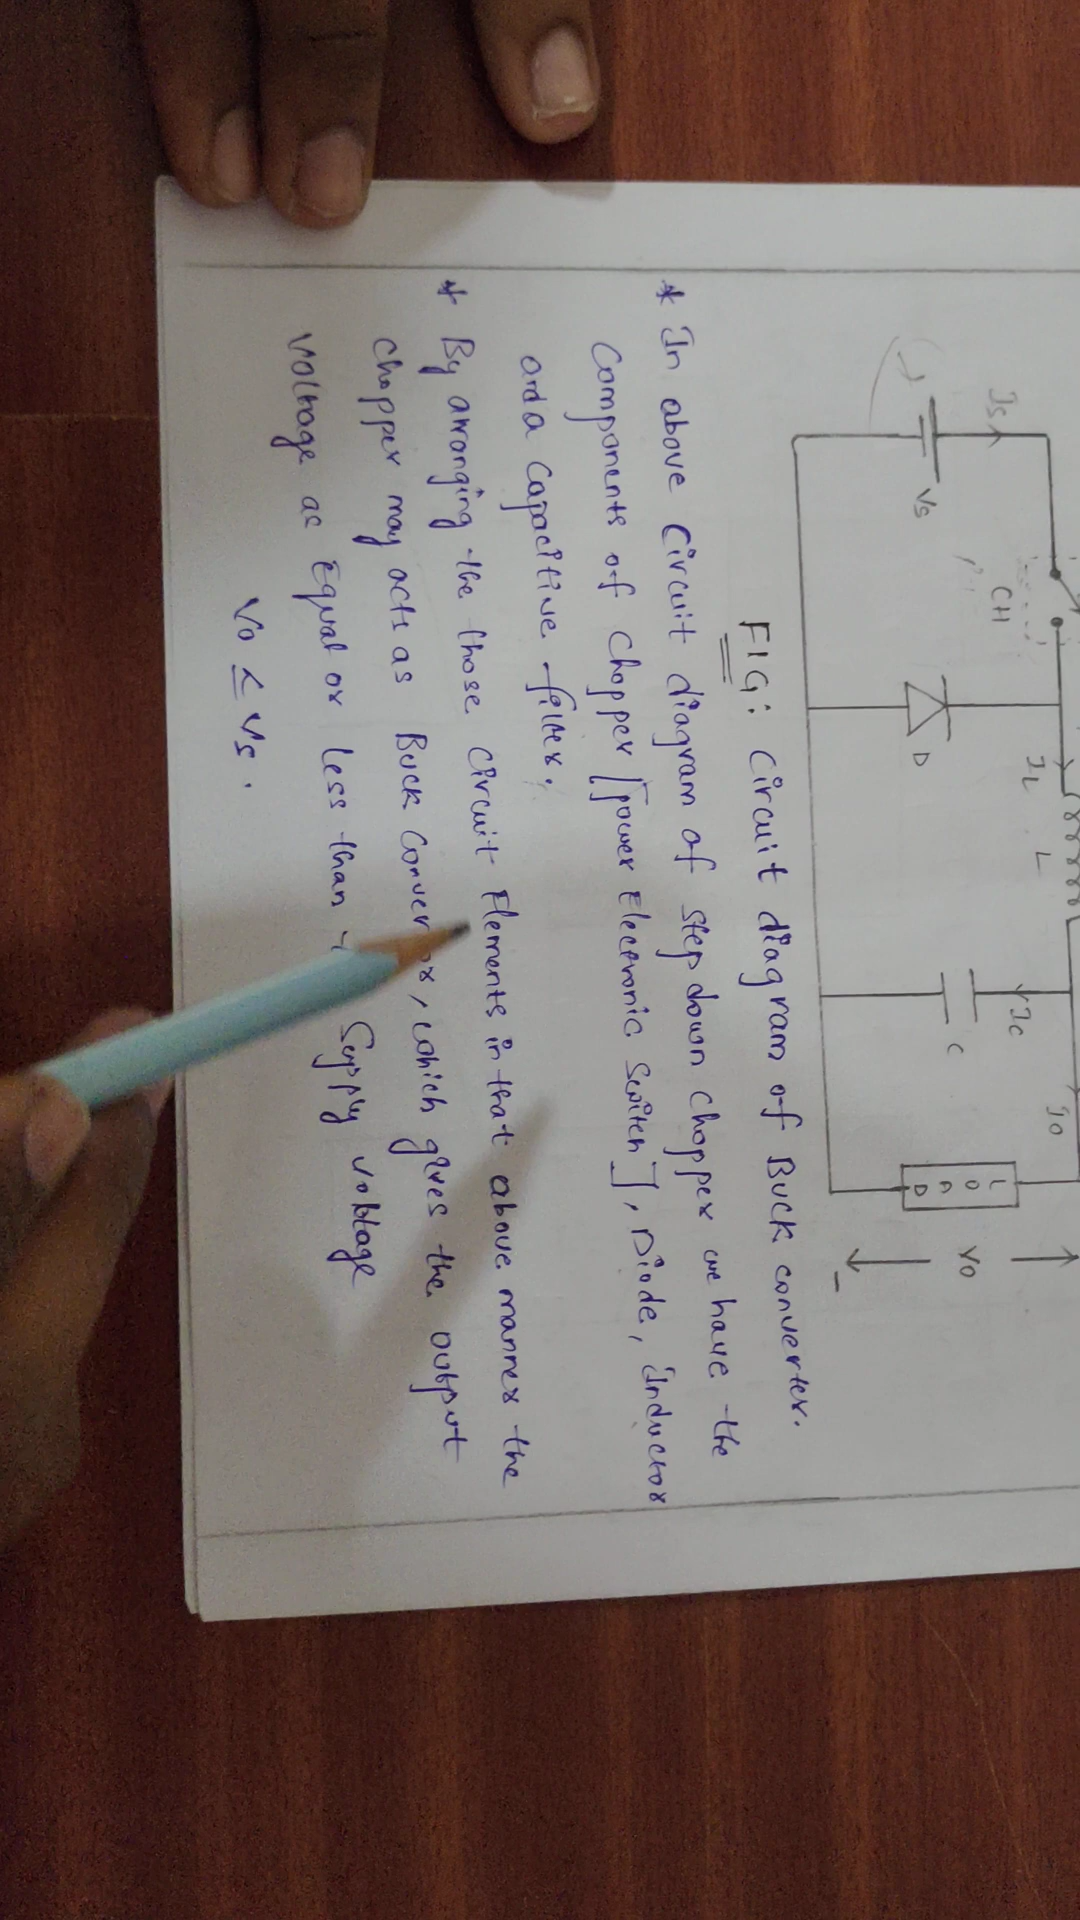 Is
Vs
CH
D
IL
L
Ic
C
Io
LOAD
Vo
-
FIG: Circuit diagram of Buck converter.
* In above Circuit diagram of step down chopper we have the
Components of Chopper [power Electronic Switch], Diode, Inductor
and a Capacitive filter.
* By arranging the those Circuit Elements in that above manner the
Chopper may acts as Buck Converter, which gives the output
voltage as Equal or Less than Supply voltage
Vo ≤ Vs.